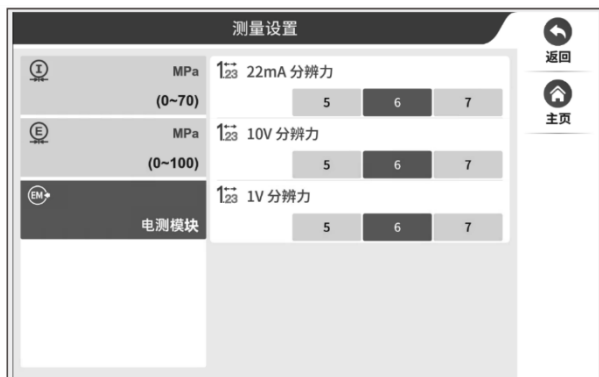 测量设置
返回
主页
I
MPa
(0~70)
E
MPa
(0~100)
EM
电测模块
123 22mA 分辨力
5 6 7
123 10V 分辨力
5 6 7
123 1V 分辨力
5 6 7